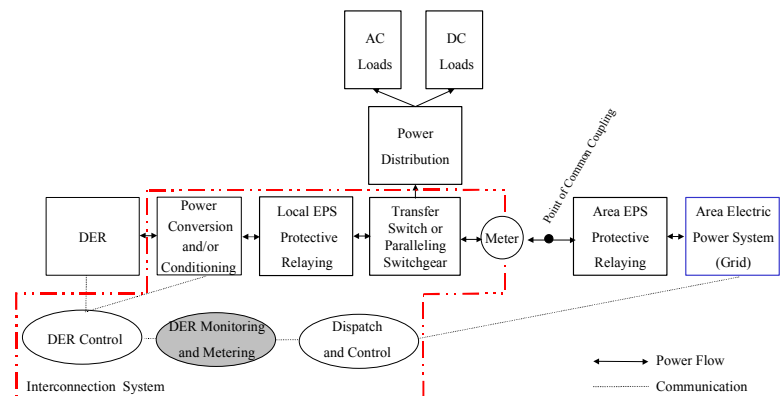 AC
Loads
DC
Loads
Power
Distribution
Point of Common Coupling
DER
Power
Conversion
and/or
Conditioning
Local EPS
Protective
Relaying
Transfer
Switch or
Paralleling
Switchgear
Meter
Area EPS
Protective
Relaying
Area Electric
Power System
(Grid)
DER Control
DER Monitoring
and Metering
Dispatch
and Control
Interconnection System
Power Flow
Communication